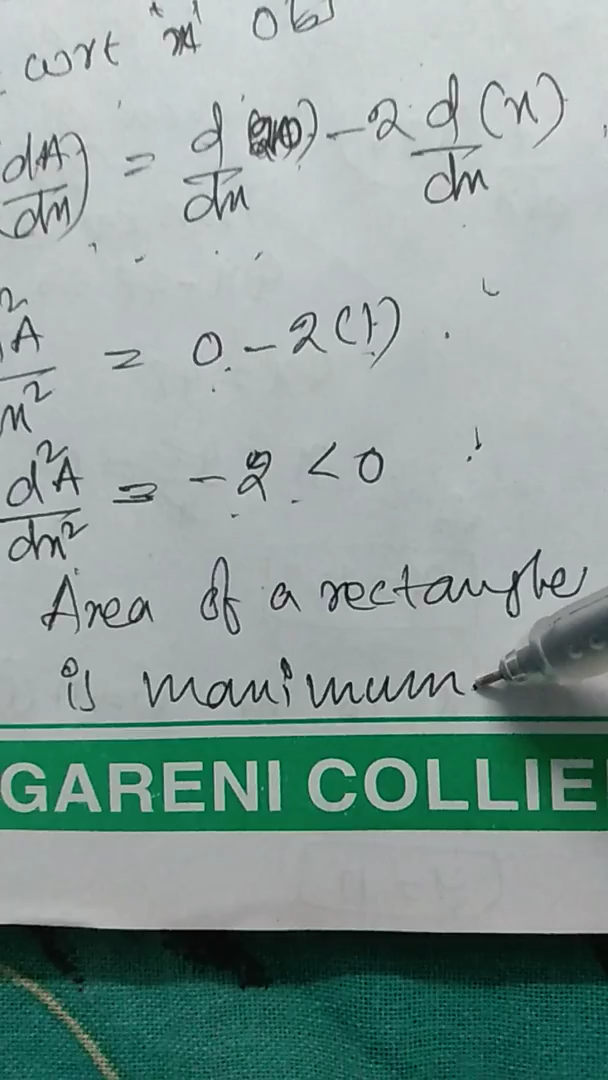 wrt 'x'
dA/dx) = d/dx - 2 d/dx (x)
²A/x² = 0 - 2(1)
d²A/dx² = -2 < 0
Area of a rectangle
is maximum.
GARENI COLLIE